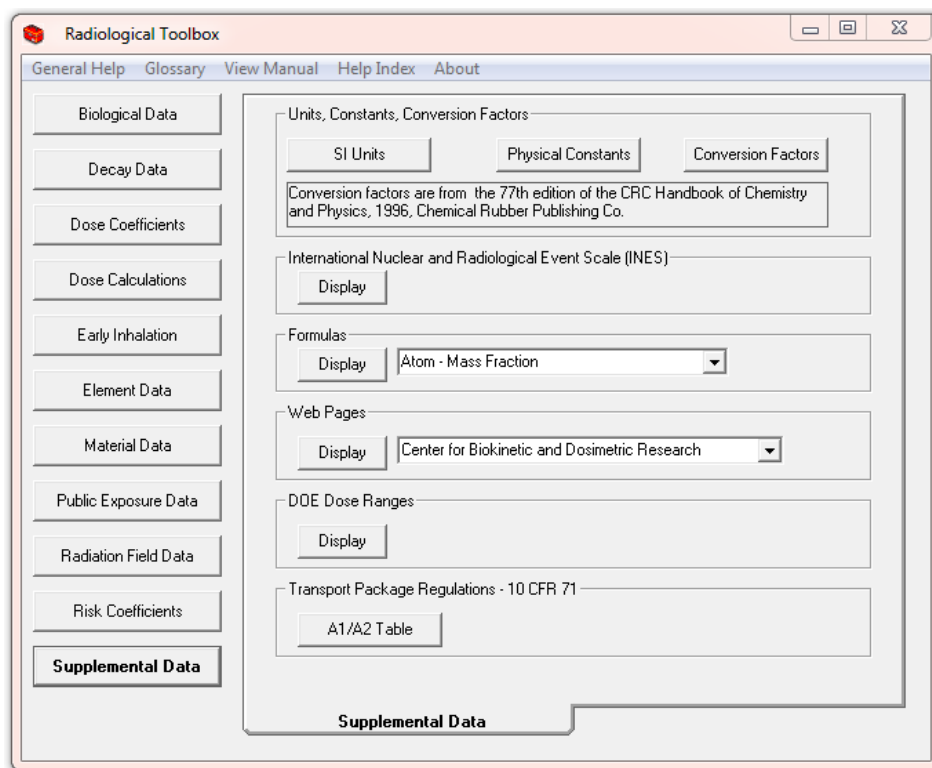 Radiological Toolbox
General Help Glossary View Manual Help Index About
Biological Data
Decay Data
Dose Coefficients
Dose Calculations
Early Inhalation
Element Data
Material Data
Public Exposure Data
Radiation Field Data
Risk Coefficients
Supplemental Data
Units, Constants, Conversion Factors
SI Units Physical Constants Conversion Factors
Conversion factors are from the 77th edition of the CRC Handbook of Chemistry
and Physics, 1996, Chemical Rubber Publishing Co.
International Nuclear and Radiological Event Scale (INES)
Display
Formulas
Display Atom - Mass Fraction
Web Pages
Display Center for Biokinetic and Dosimetric Research
DOE Dose Ranges
Display
Transport Package Regulations - 10 CFR 71
A1/A2 Table
Supplemental Data